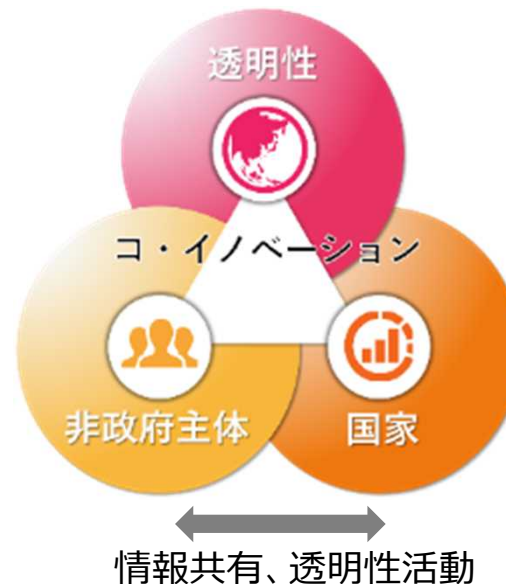 透明性
コ・イノベーション
非政府主体
国家
情報共有、透明性活動